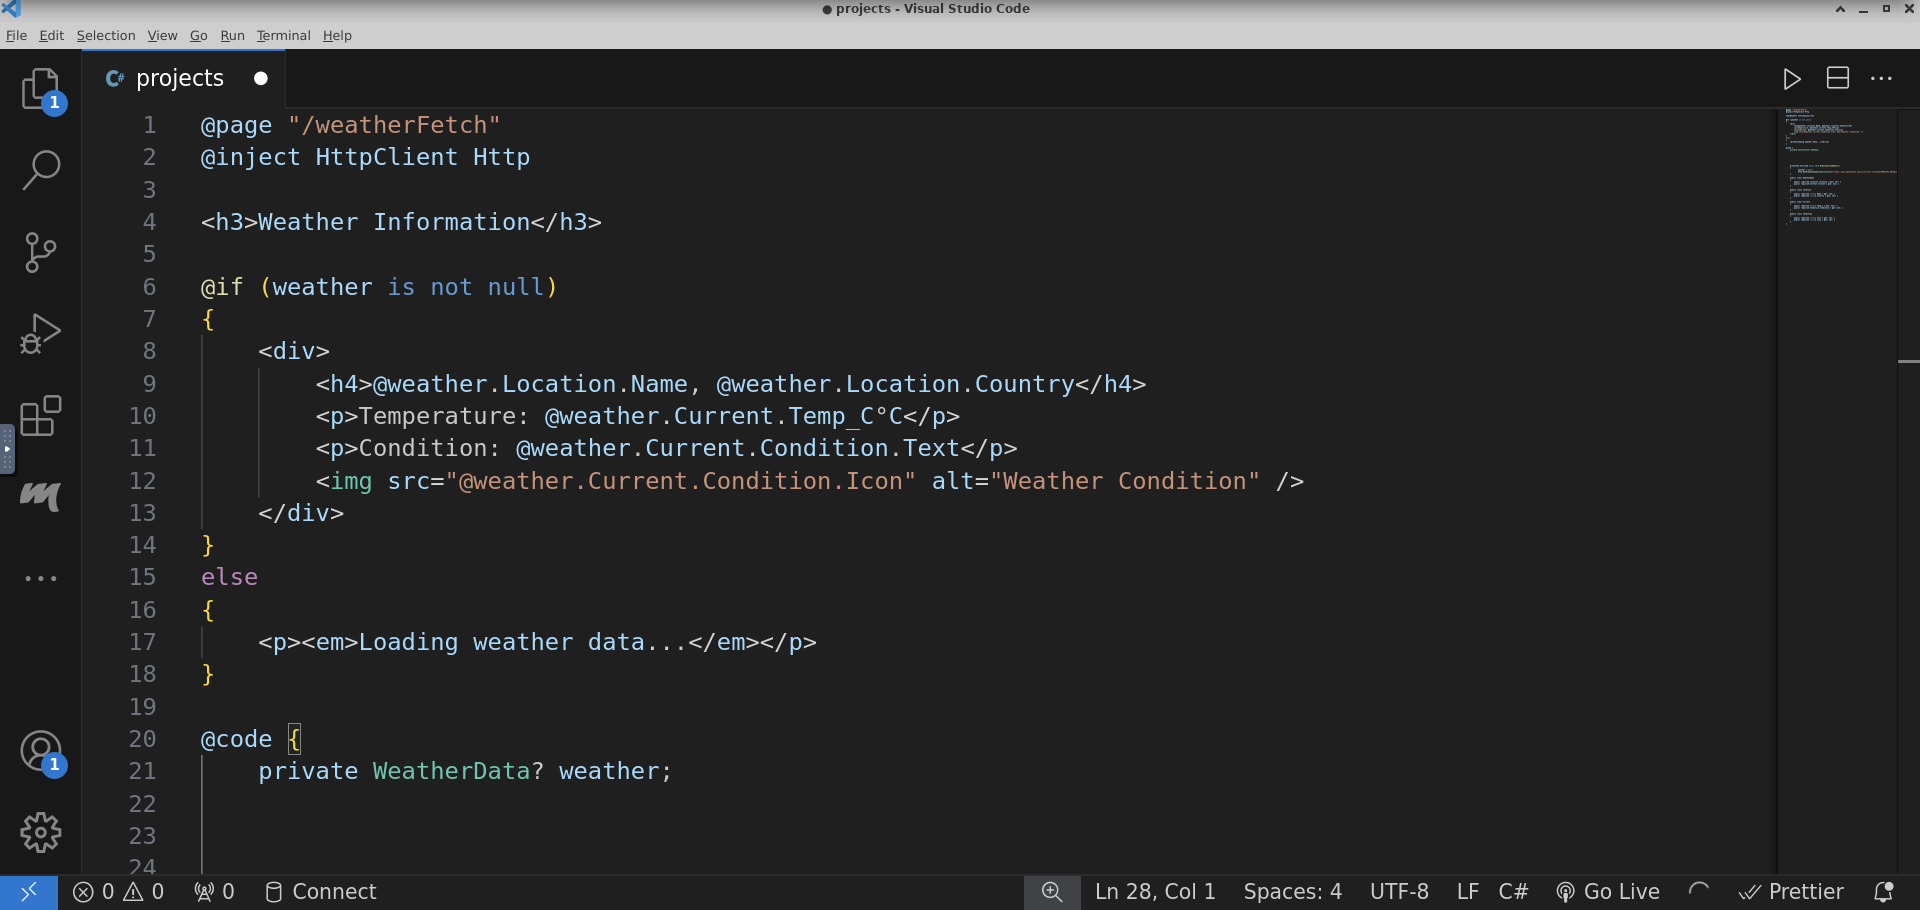 ● projects - Visual Studio Code
File Edit Selection View Go Run Terminal Help
1
C# projects ●
1 @page "/weatherFetch"
2 @inject HttpClient Http
3
4 <h3>Weather Information</h3>
5
6 @if (weather is not null)
7 {
8     <div>
9         <h4>@weather.Location.Name, @weather.Location.Country</h4>
10         <p>Temperature: @weather.Current.Temp_C°C</p>
11         <p>Condition: @weather.Current.Condition.Text</p>
12         <img src="@weather.Current.Condition.Icon" alt="Weather Condition" />
13     </div>
14 }
15 else
16 {
17     <p><em>Loading weather data...</em></p>
18 }
19
20 @code {
21     private WeatherData? weather;
22
23
24
1
0 0 0 Connect Ln 28, Col 1 Spaces: 4 UTF-8 LF C# Go Live Prettier